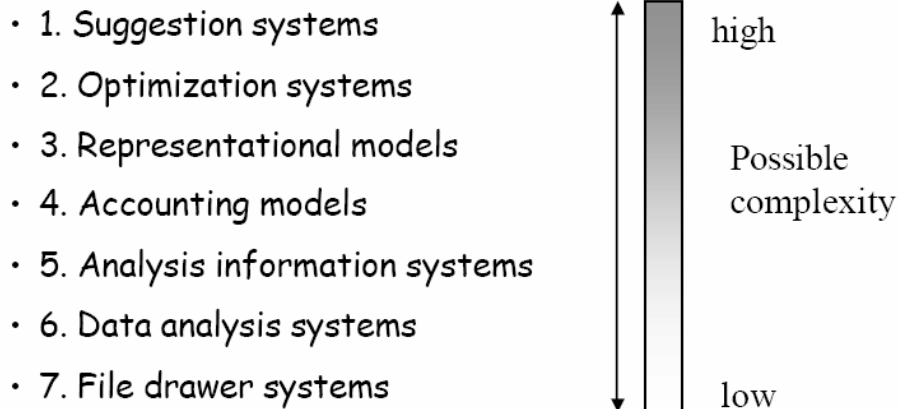 • 1. Suggestion systems
• 2. Optimization systems
• 3. Representational models
• 4. Accounting models
• 5. Analysis information systems
• 6. Data analysis systems
• 7. File drawer systems
high
Possible
complexity
low